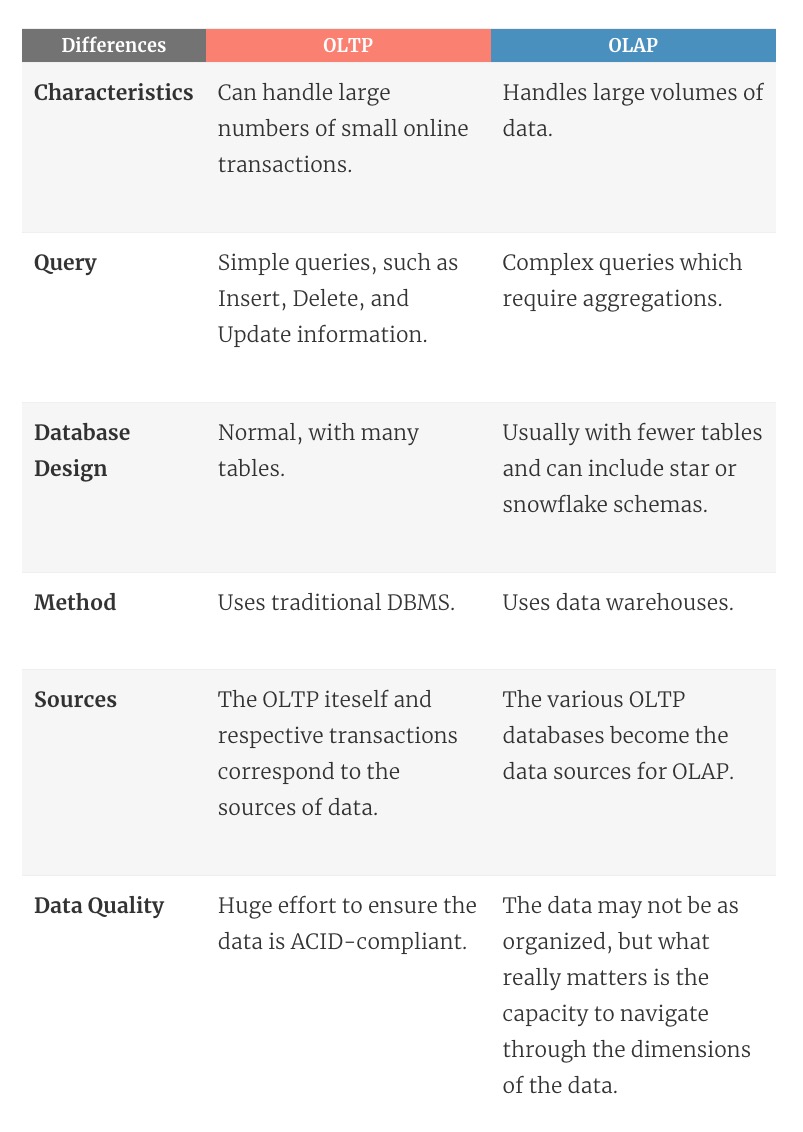 Differences OLTP OLAP
Characteristics Can handle large Handles large volumes of
numbers of small online data.
transactions.
Query Simple queries, such as Complex queries which
Insert, Delete, and require aggregations.
Update information.
Database Normal, with many Usually with fewer tables
Design tables. and can include star or
snowflake schemas.
Method Uses traditional DBMS. Uses data warehouses.
Sources The OLTP iteself and The various OLTP
respective transactions databases become the
correspond to the data sources for OLAP.
sources of data.
Data Quality Huge effort to ensure the The data may not be as
data is ACID-compliant. organized, but what
really matters is the
capacity to navigate
through the dimensions
of the data.